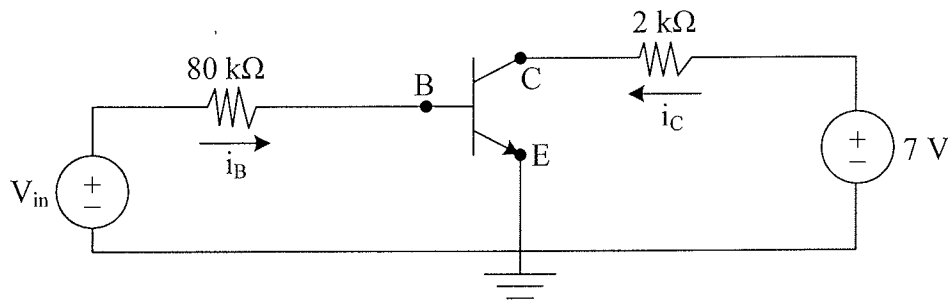 80 kΩ
2 kΩ
B
C
i_B
i_C
E
V_in
+
−
+
−
7 V